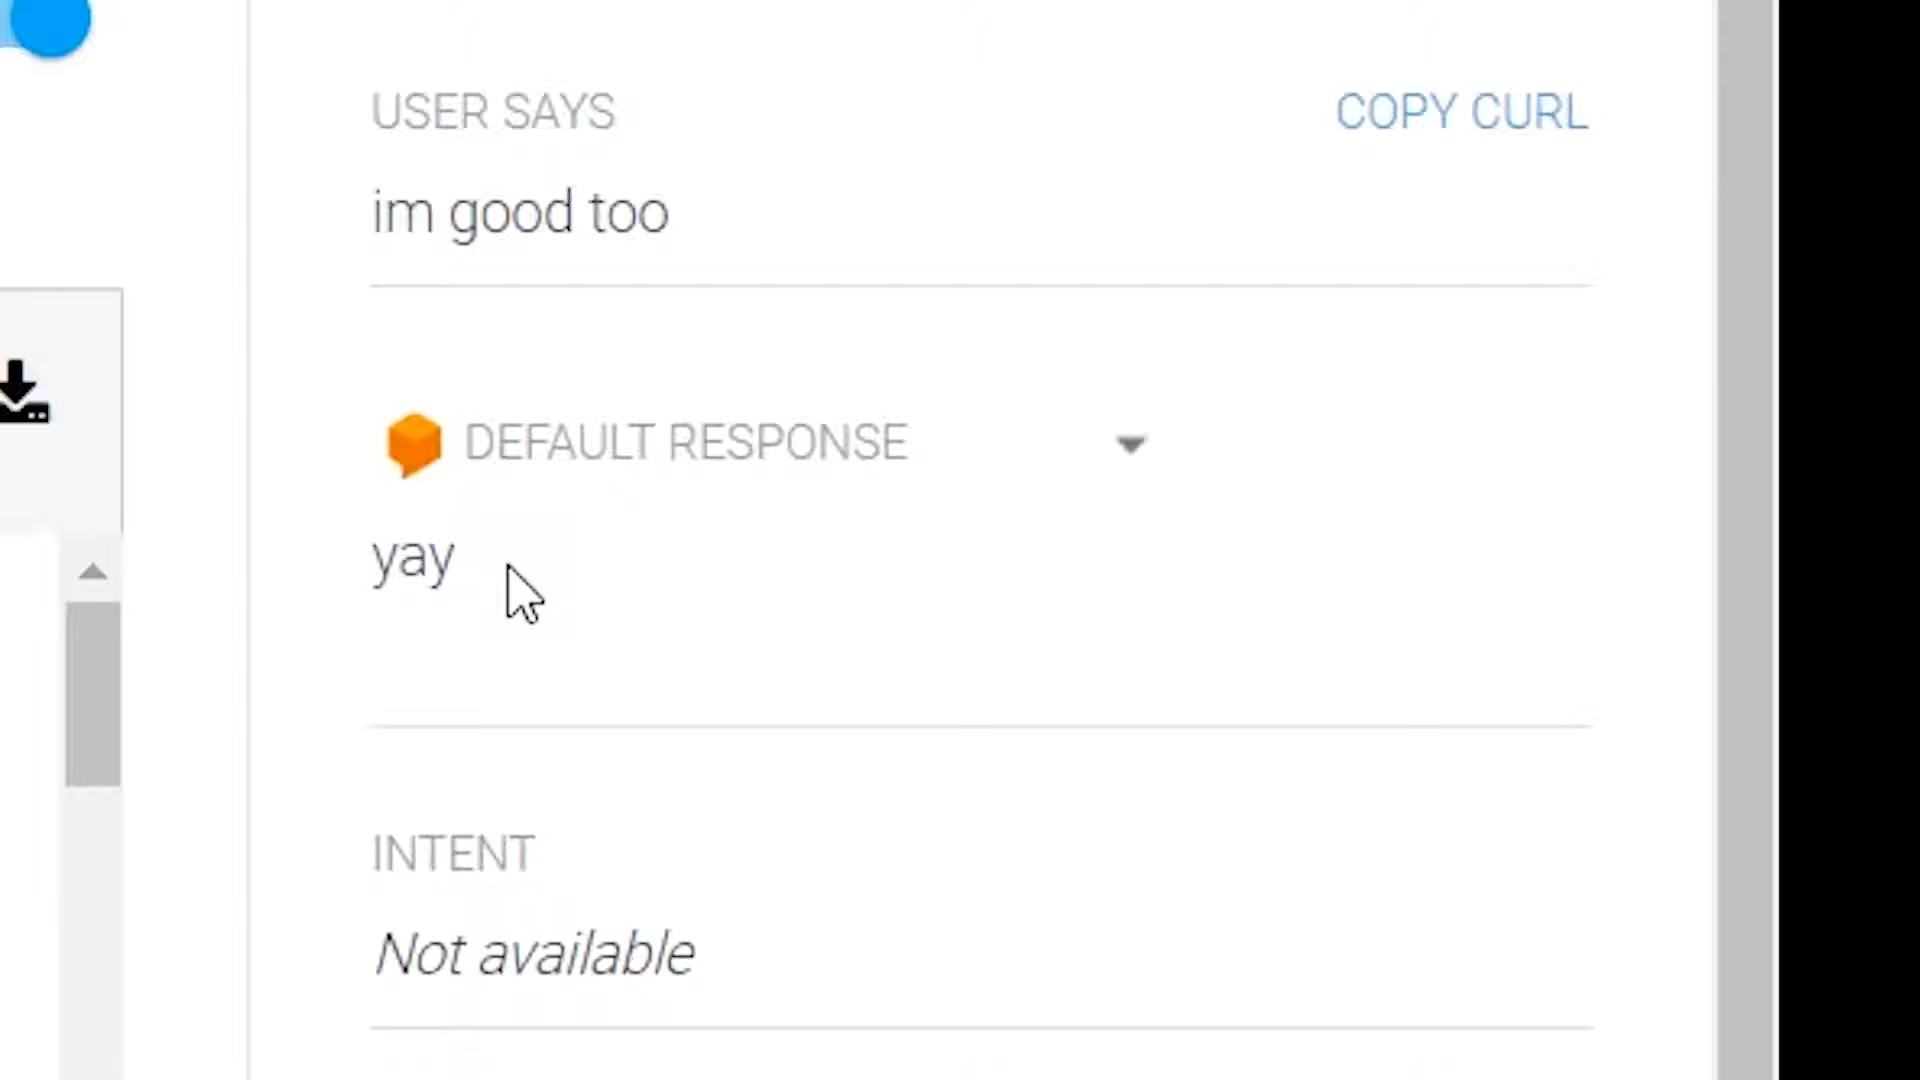 USER SAYS
COPY CURL
im good too
DEFAULT RESPONSE
yay
INTENT
Not available